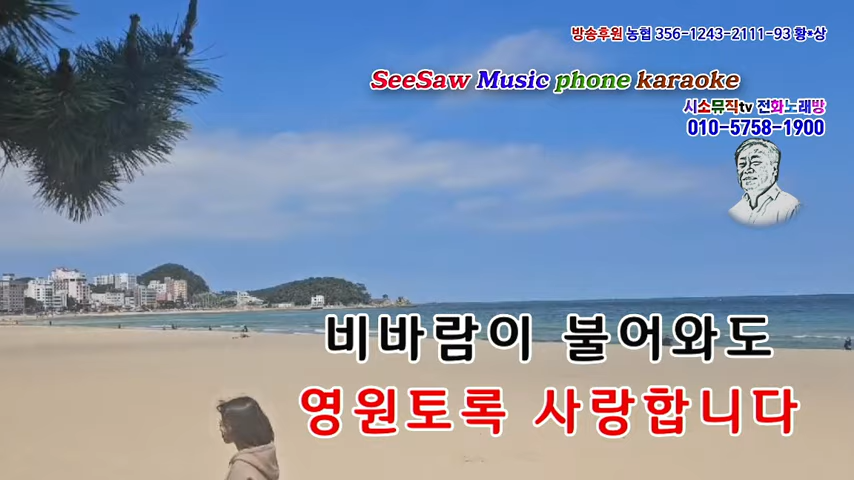 방송후원 농협 356-1243-2111-93 황*상
SeeSaw Music phone karaoke
시소뮤직tv 전화노래방
010-5758-1900
비바람이 불어와도
영원토록 사랑합니다